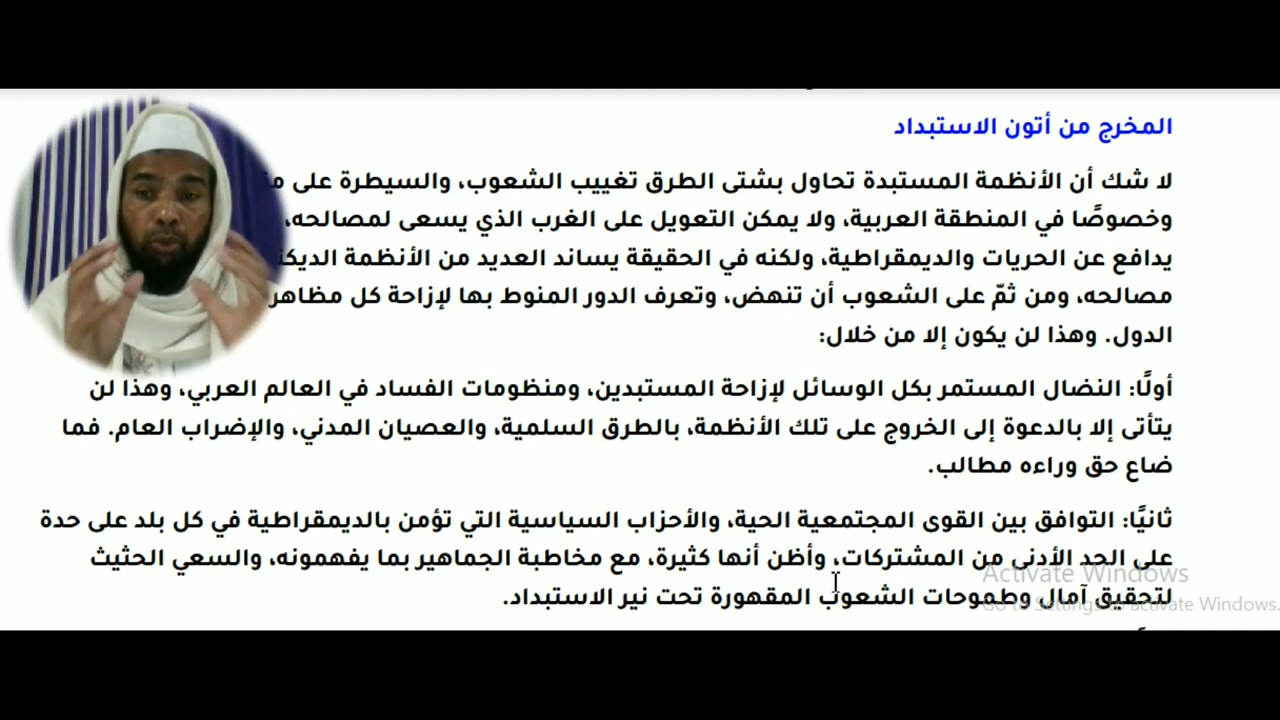 المخرج من أتون الاستبداد
لا شك أن الأنظمة المستبدة تحاول بشتى الطرق تغييب الشعوب، والسيطرة على
وخصوصًا في المنطقة العربية، ولا يمكن التعويل على الغرب الذي يسعى لمصالحه،
يدافع عن الحريات والديمقراطية، ولكنه في الحقيقة يساند العديد من الأنظمة
مصالحه، ومن ثمّ على الشعوب أن تنهض، وتعرف الدور المنوط بها لإزاحة كل مظاهر
الدول. وهذا لن يكون إلا من خلال:
أولًا: النضال المستمر بكل الوسائل لإزاحة المستبدين، ومنظومات الفساد في العالم العربي، وهذا لن
يتأتى إلا بالدعوة إلى الخروج على تلك الأنظمة، بالطرق السلمية، والعصيان المدني، والإضراب العام. فما
ضاع حق وراءه مطالب.
ثانيًا: التوافق بين القوى المجتمعية الحية، والأحزاب السياسية التي تؤمن بالديمقراطية في كل بلد على حدة
على الحد الأدنى من المشتركات، وأظن أنها كثيرة، مع مخاطبة الجماهير بما يفهمونه، والسعي الحثيث
لتحقيق آمال وطموحات الشعوب المقهورة تحت نير الاستبداد.
Activate Windows
Go to Settings to activate Windows.